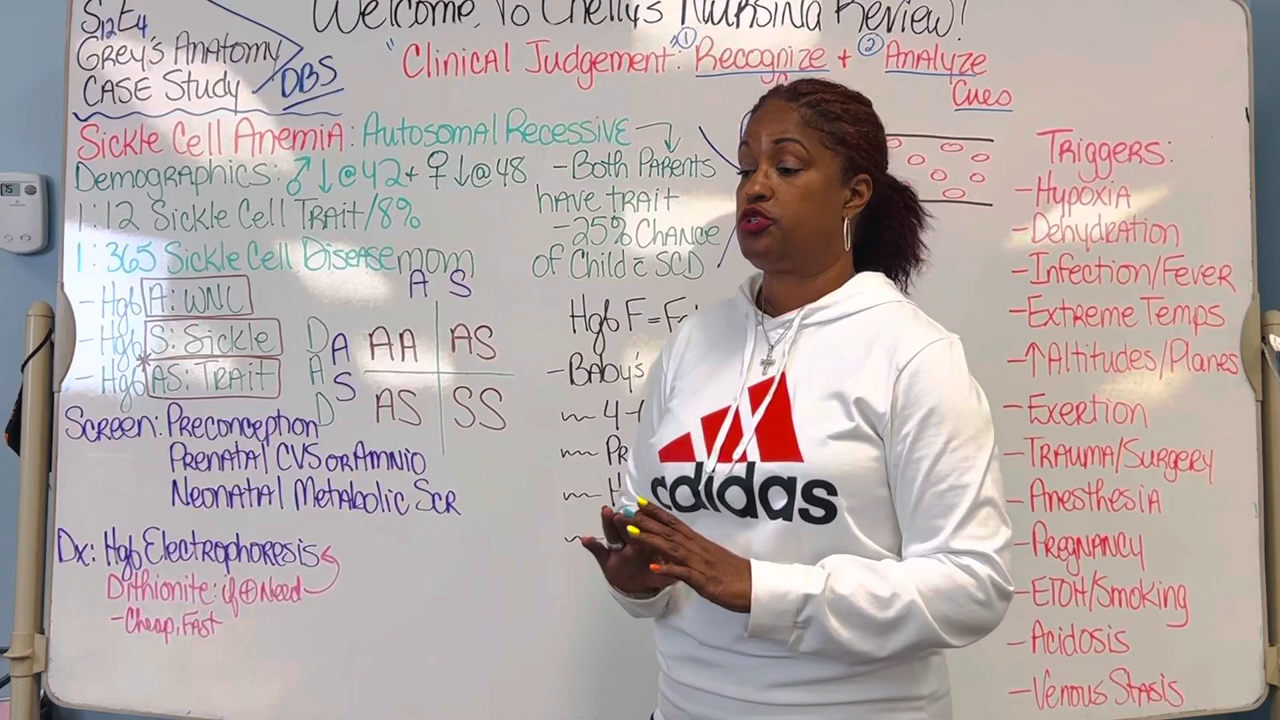 S12E4
Grey's Anatomy
CASE Study
DBS
Welcome To Chelly's Nursing Review!
"Clinical Judgement": ① Recognize + ② Analyze
Cues
Sickle Cell Anemia: Autosomal Recessive
Demographics: ♂↓@42+ ♀↓@48
1:12 Sickle Cell Trait/8%
1:365 Sickle Cell Disease
- Hgb A: WNL
- Hgb S: Sickle
- Hgb* AS: TRAIT
mom
A S
DAD
A AA AS
S AS SS
Screen: Preconception
Prenatal CVS or Amnio
Neonatal Metabolic Scr
Dx: Hgb Electrophoresis
Dithionite: if ⊕ Need
- Cheap, Fast
- Both Parents
have trait
- 25% Chance
of Child c̄ SCD
Hgb F = F
- Baby's
4-
Pr
H
adidas
Triggers:
- Hypoxia
- Dehydration
- Infection/Fever
- Extreme Temps
- ↑Altitudes/Planes
- Exertion
- Trauma/Surgery
- Anesthesia
- Pregnancy
- ETOH/Smoking
- Acidosis
- Venous Stasis
75